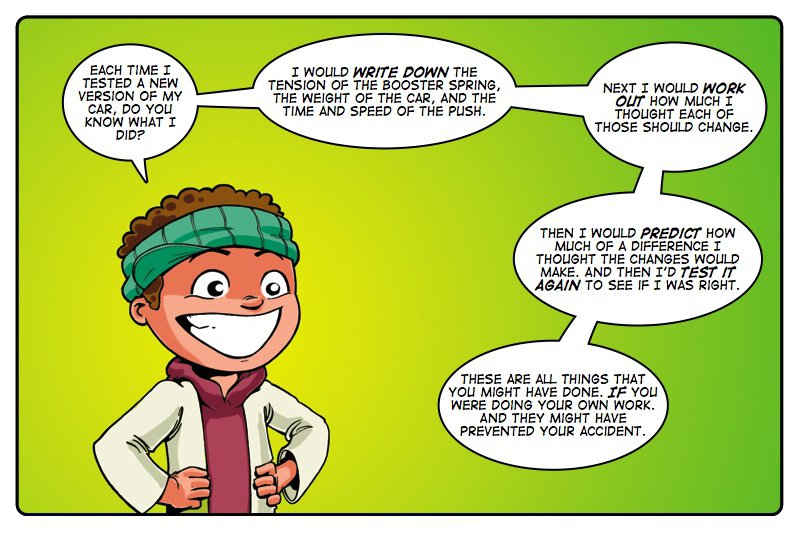 EACH TIME I
TESTED A NEW
VERSION OF MY
CAR, DO YOU
KNOW WHAT I
DID?
I WOULD WRITE DOWN THE
TENSION OF THE BOOSTER SPRING,
THE WEIGHT OF THE CAR, AND THE
TIME AND SPEED OF THE PUSH.
NEXT I WOULD WORK
OUT HOW MUCH I
THOUGHT EACH OF
THOSE SHOULD CHANGE.
THEN I WOULD PREDICT HOW
MUCH OF A DIFFERENCE I
THOUGHT THE CHANGES WOULD
MAKE. AND THEN I'D TEST IT
AGAIN TO SEE IF I WAS RIGHT.
THESE ARE ALL THINGS THAT
YOU MIGHT HAVE DONE. IF YOU
WERE DOING YOUR OWN WORK.
AND THEY MIGHT HAVE
PREVENTED YOUR ACCIDENT.